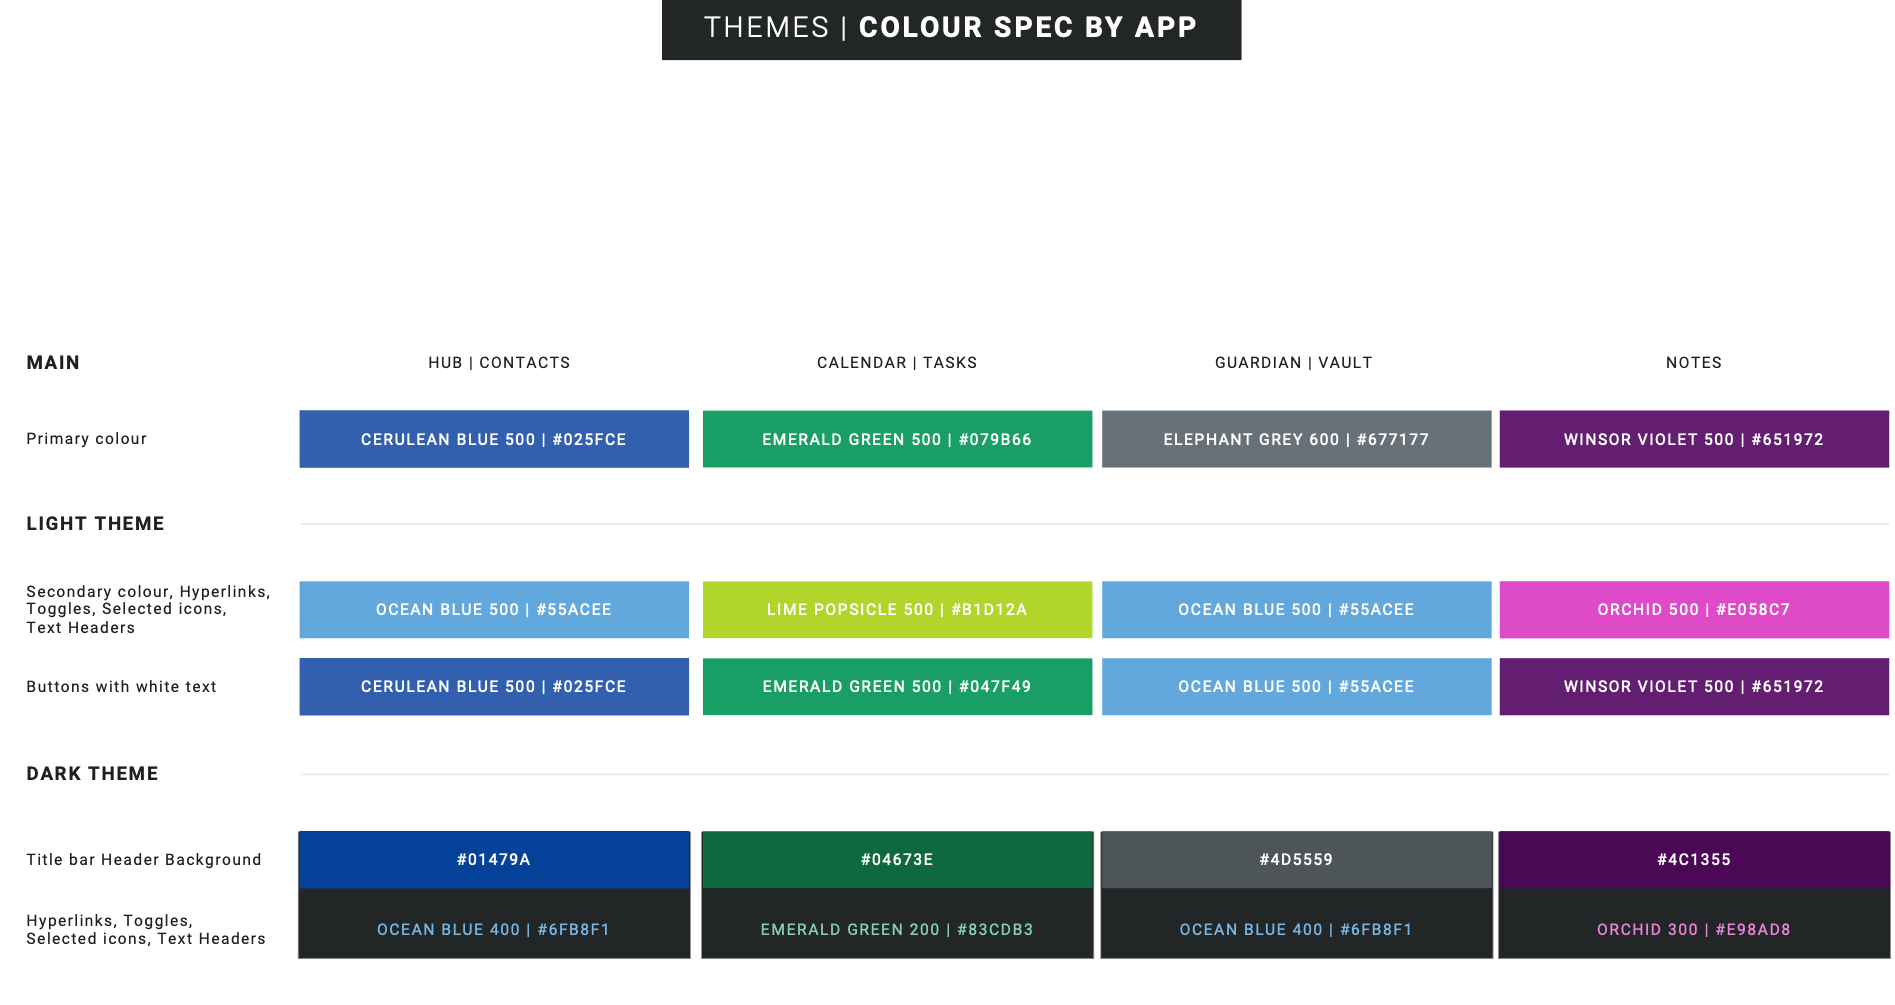 THEMES | COLOUR SPEC BY APP
MAIN
HUB | CONTACTS
CALENDAR | TASKS
GUARDIAN | VAULT
NOTES
Primary colour
CERULEAN BLUE 500 | #025FCE
EMERALD GREEN 500 | #079B66
ELEPHANT GREY 600 | #677177
WINSOR VIOLET 500 | #651972
LIGHT THEME
Secondary colour, Hyperlinks,
Toggles, Selected icons,
Text Headers
OCEAN BLUE 500 | #55ACEE
LIME POPSICLE 500 | #B1D12A
OCEAN BLUE 500 | #55ACEE
ORCHID 500 | #E058C7
Buttons with white text
CERULEAN BLUE 500 | #025FCE
EMERALD GREEN 500 | #047F49
OCEAN BLUE 500 | #55ACEE
WINSOR VIOLET 500 | #651972
DARK THEME
Title bar Header Background
#01479A
#04673E
#4D5559
#4C1355
Hyperlinks, Toggles,
Selected icons, Text Headers
OCEAN BLUE 400 | #6FB8F1
EMERALD GREEN 200 | #83CDB3
OCEAN BLUE 400 | #6FB8F1
ORCHID 300 | #E98AD8